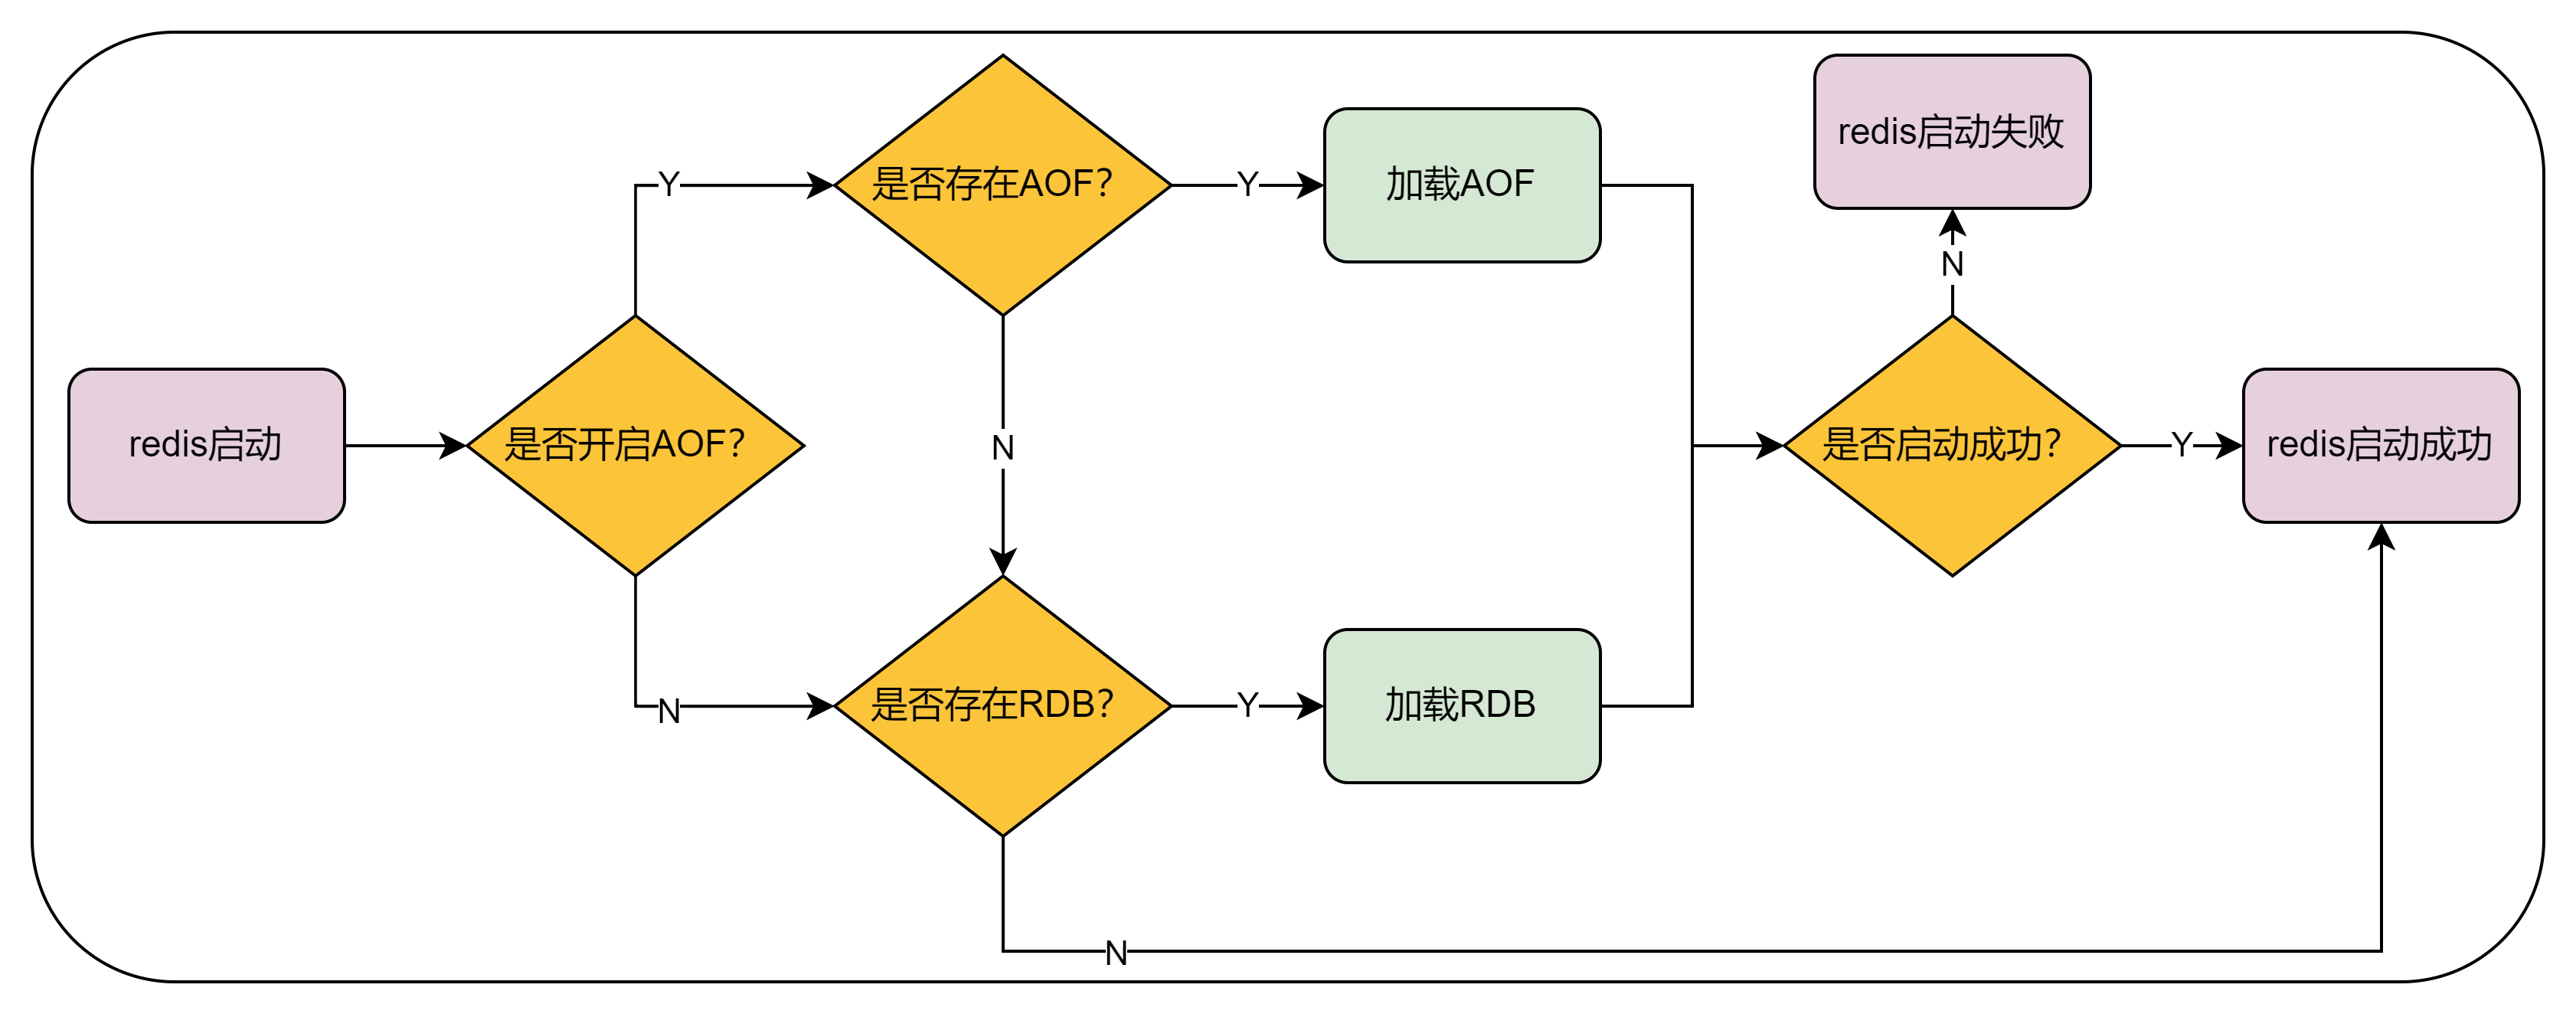 redis启动
是否开启AOF?
Y
N
是否存在AOF?
Y
加载AOF
N
是否存在RDB?
Y
加载RDB
N
是否启动成功?
N
redis启动失败
Y
redis启动成功